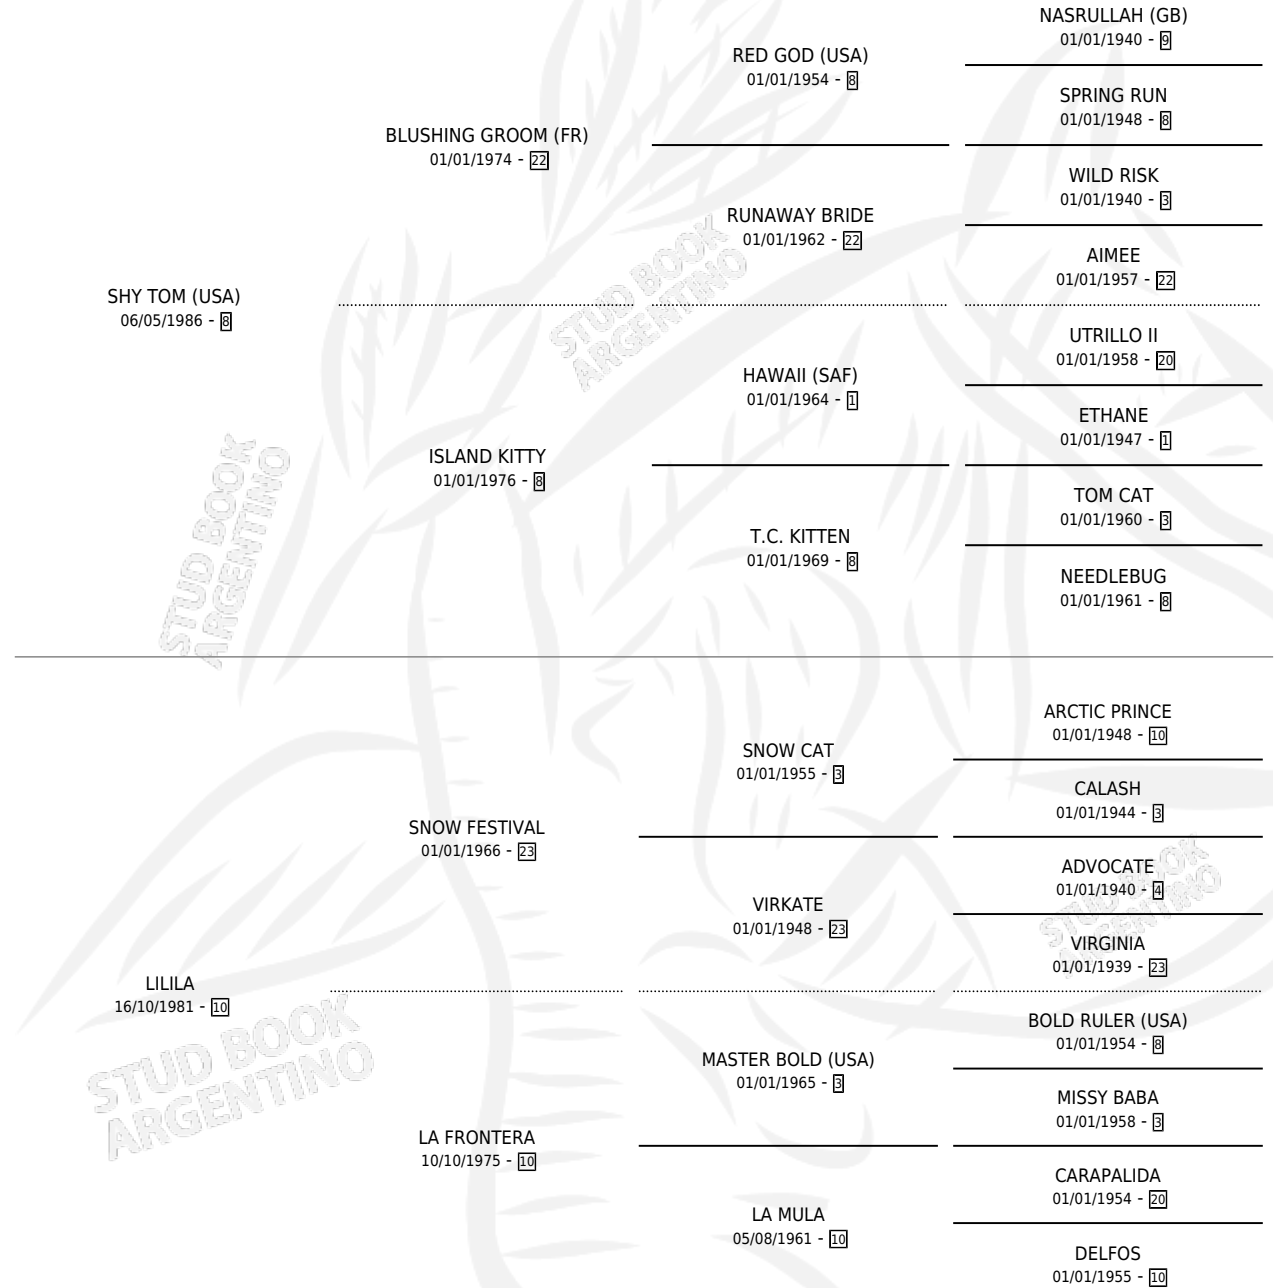 NASRULLAH (GB)
01/01/1940 - 9
RED GOD (USA)
01/01/1954 - 8
SPRING RUN
01/01/1948 - 8
BLUSHING GROOM (FR)
01/01/1974 - 22
WILD RISK
01/01/1940 - 3
RUNAWAY BRIDE
01/01/1962 - 22
AIMEE
01/01/1957 - 22
SHY TOM (USA)
06/05/1986 - 8
STUD BOOK
ARGENTINO
UTRILLO II
01/01/1958 - 20
HAWAII (SAF)
01/01/1964 - 1
ETHANE
01/01/1947 - 1
ISLAND KITTY
01/01/1976 - 8
STUD BOOK
ARGENTINO
TOM CAT
01/01/1960 - 3
T.C. KITTEN
01/01/1969 - 8
NEEDLEBUG
01/01/1961 - 8
ARCTIC PRINCE
01/01/1948 - 10
SNOW CAT
01/01/1955 - 3
CALASH
01/01/1944 - 3
SNOW FESTIVAL
01/01/1966 - 23
ADVOCATE
01/01/1940 - 4
VIRKATE
01/01/1948 - 23
STUD BOOK
ARGENTINO
VIRGINIA
01/01/1939 - 23
LILILA
16/10/1981 - 10
BOLD RULER (USA)
01/01/1954 - 8
MASTER BOLD (USA)
01/01/1965 - 3
STUD BOOK
ARGENTINO
MISSY BABA
01/01/1958 - 3
LA FRONTERA
10/10/1975 - 10
CARAPALIDA
01/01/1954 - 20
LA MULA
05/08/1961 - 10
DELFOS
01/01/1955 - 10